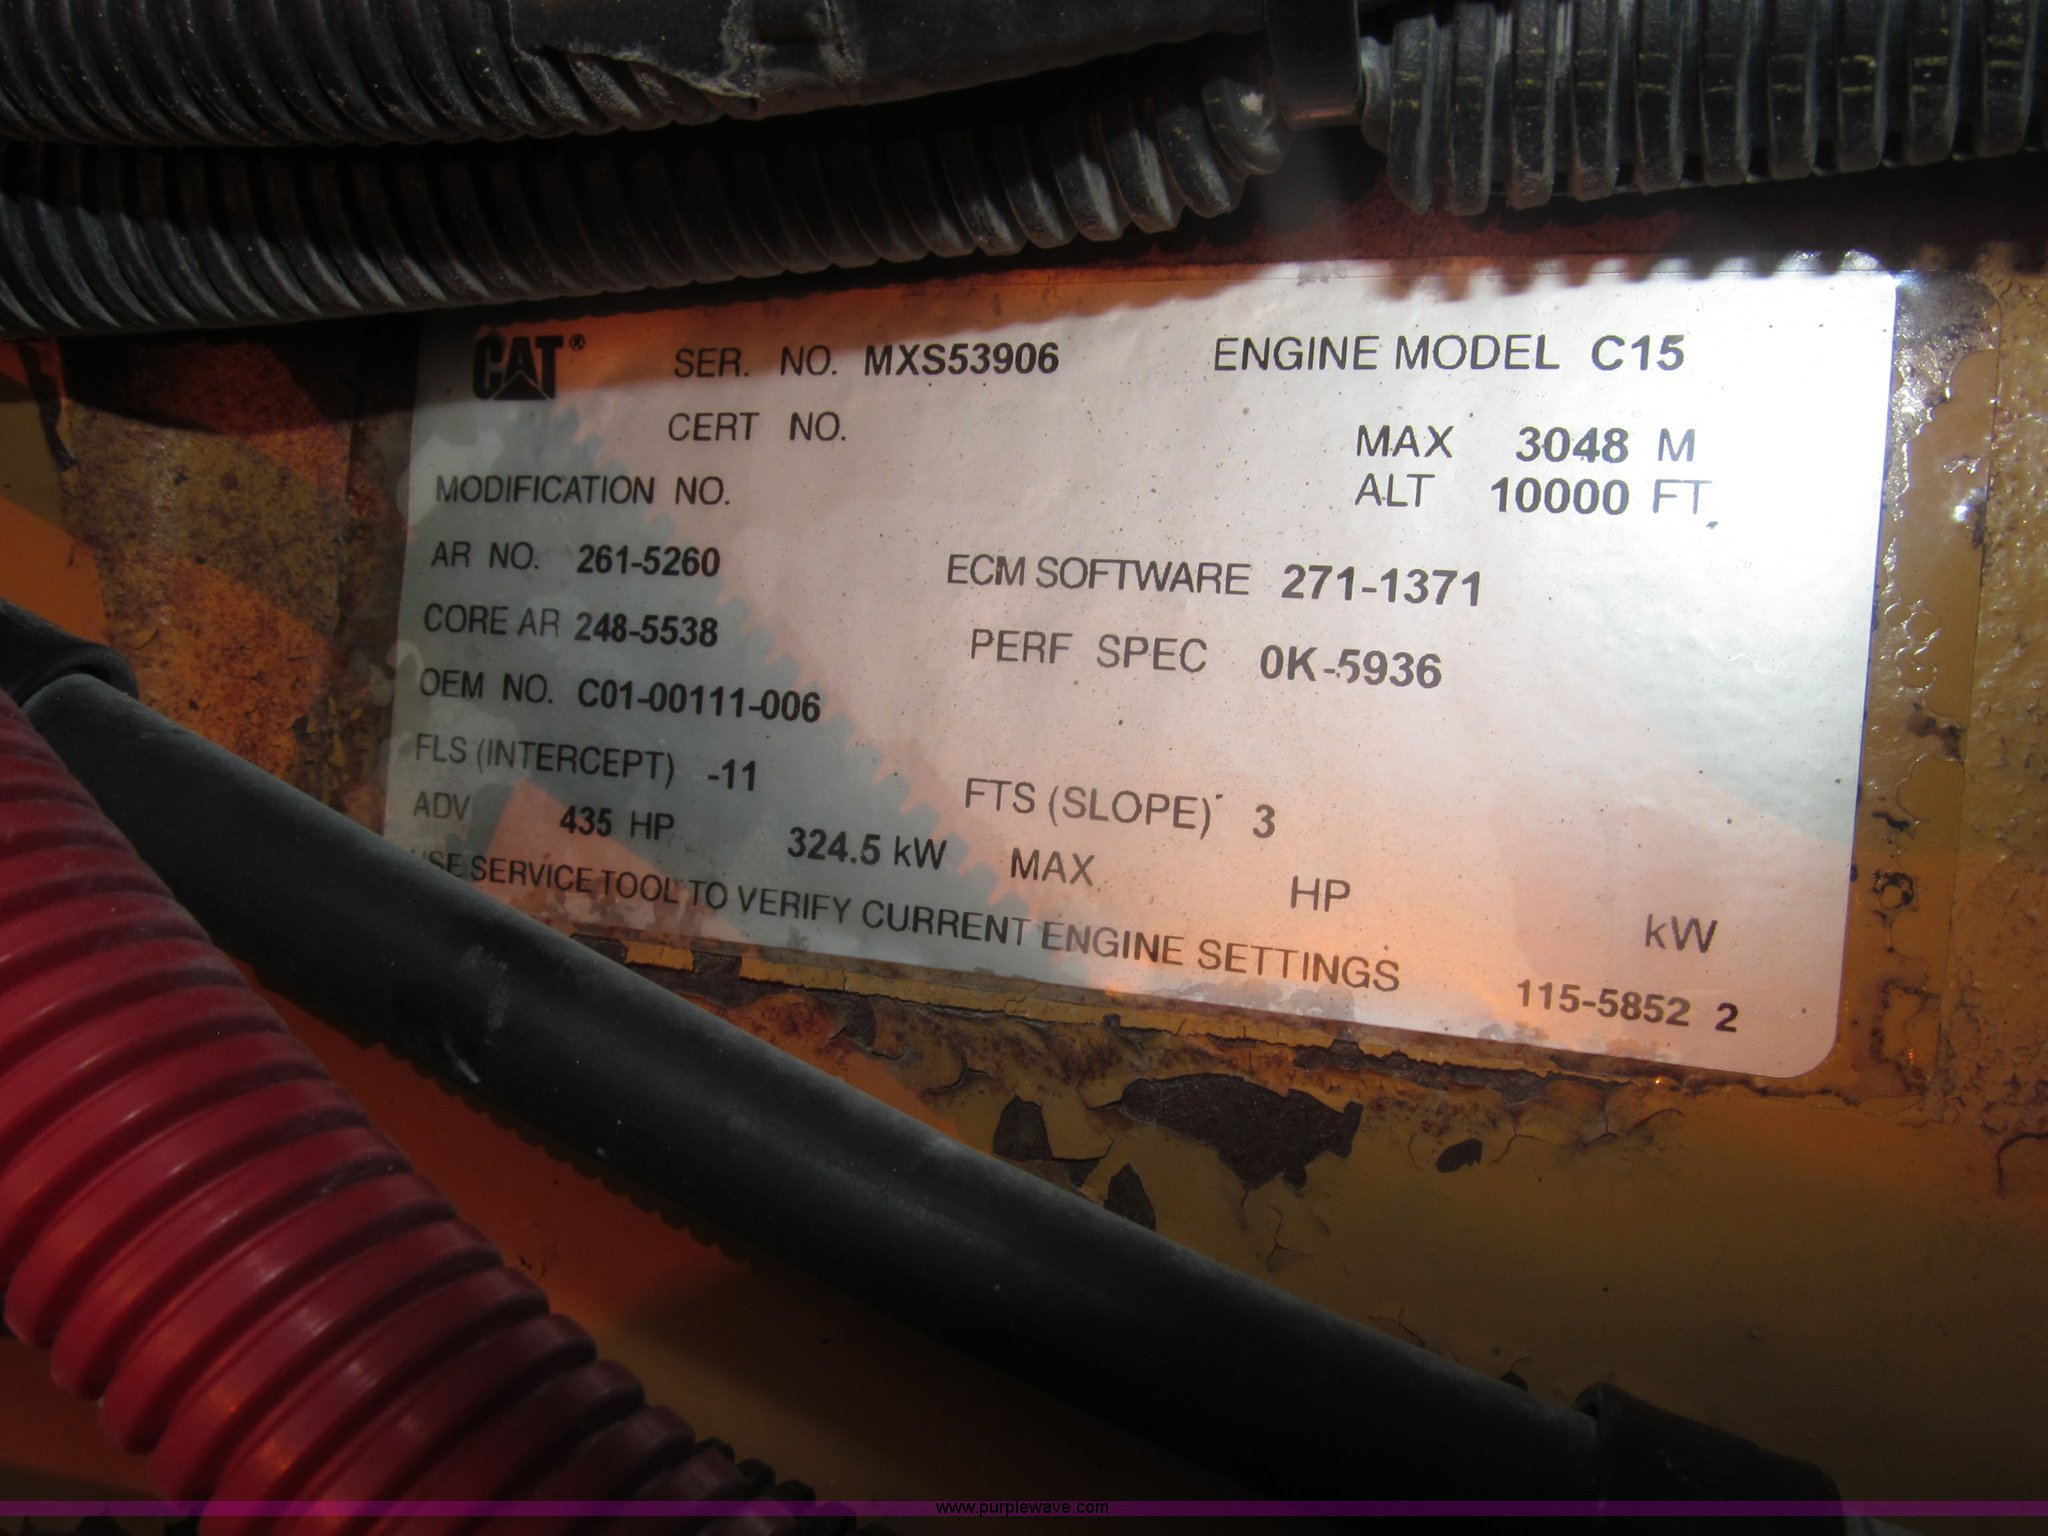 CAT® SER. NO. MXS53906 ENGINE MODEL C15
CERT NO. MAX 3048 M
MODIFICATION NO. ALT 10000 FT
AR NO. 261-5260 ECM SOFTWARE 271-1371
CORE AR 248-5538 PERF SPEC 0K-5936
OEM NO. C01-00111-006
FLS (INTERCEPT) -11 FTS (SLOPE) 3
ADV 435 HP 324.5 kW MAX HP kW
USE SERVICE TOOL TO VERIFY CURRENT ENGINE SETTINGS 115-5852 2
www.purplewave.com